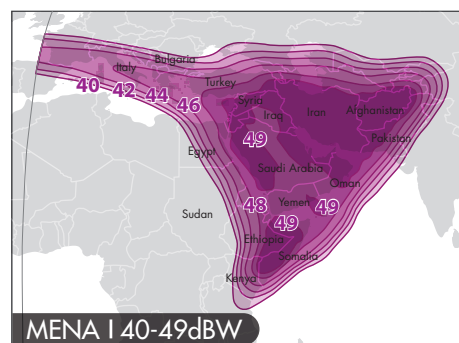 Bulgaria
Italy
Turkey
40
42
44
46
Syria
Iraq
Iran
Afghanistan
49
Pakistan
Egypt
Saudi Arabia
Oman
Sudan
48
Yemen
49
49
Ethiopia
Somalia
Kenya
MENA I 40-49dBW